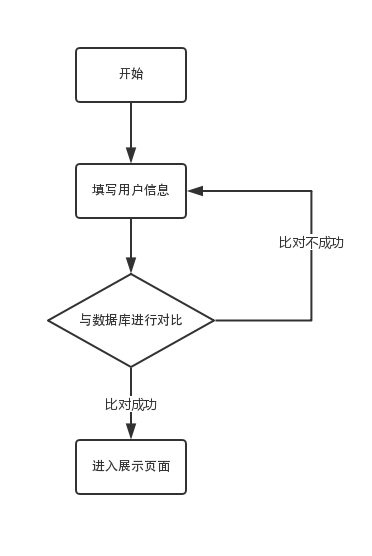 开始
填写用户信息
比对不成功
与数据库进行对比
比对成功
进入展示页面